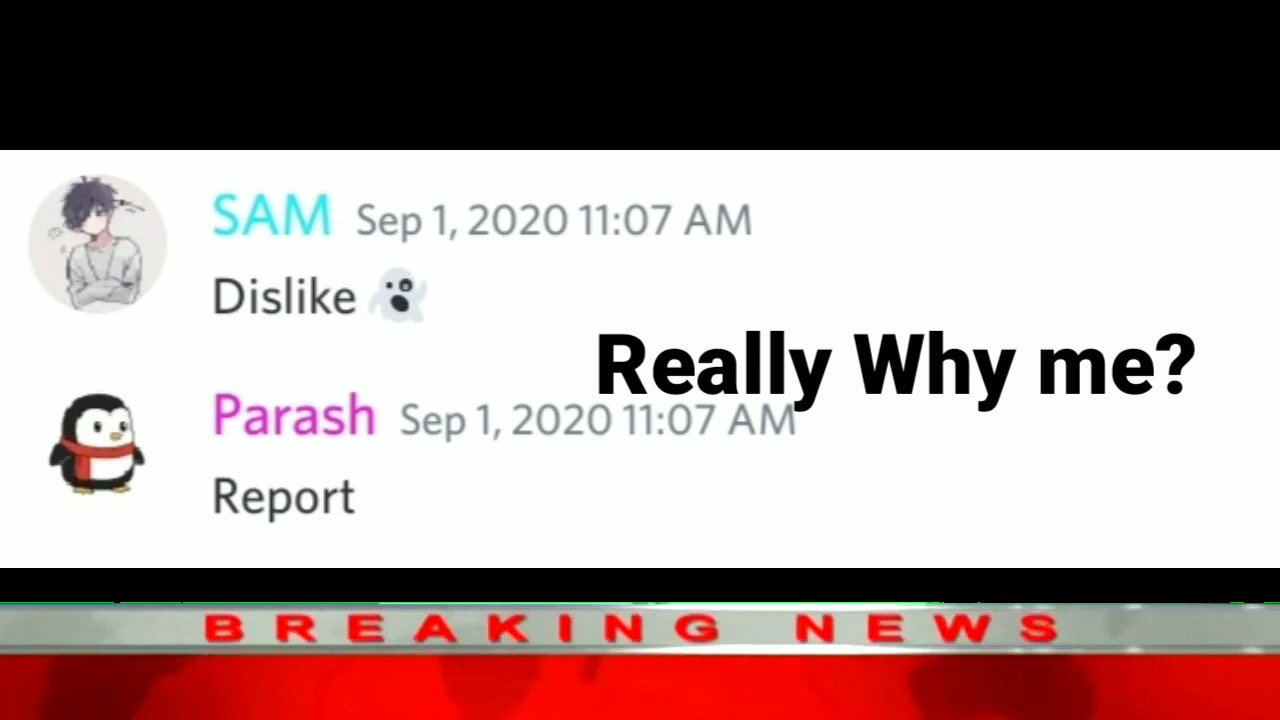 SAM Sep 1, 2020 11:07 AM
Dislike 👻
Really Why me?
Parash Sep 1, 2020 11:07 AM
Report
BREAKING NEWS